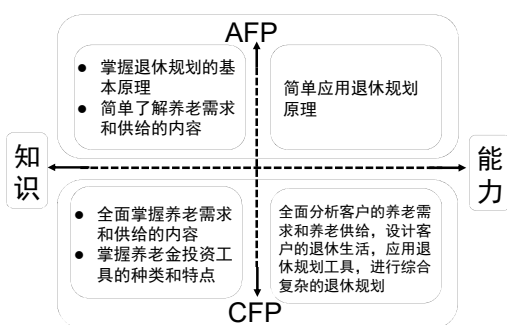 AFP
● 掌握退休规划的基
本原理
● 简单了解养老需求
和供给的内容
简单应用退休规划
原理
知
识
能
力
● 全面掌握养老需求
和供给的内容
● 掌握养老金投资工
具的种类和特点
全面分析客户的养老需
求和养老供给，设计客
户的退休生活，应用退
休规划工具，进行综合
复杂的退休规划
CFP